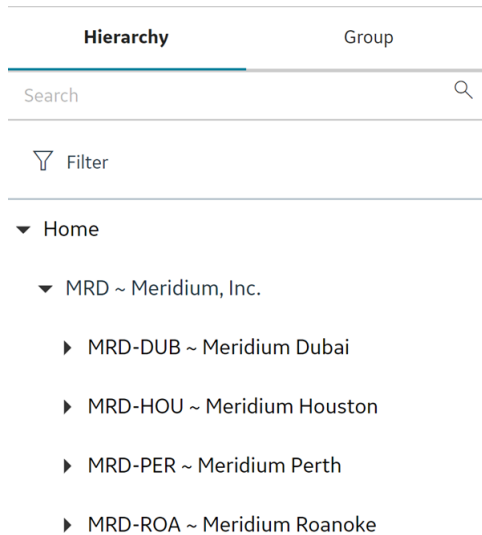 Hierarchy Group
Search
Filter
Home
MRD ~ Meridium, Inc.
MRD-DUB ~ Meridium Dubai
MRD-HOU ~ Meridium Houston
MRD-PER ~ Meridium Perth
MRD-ROA ~ Meridium Roanoke